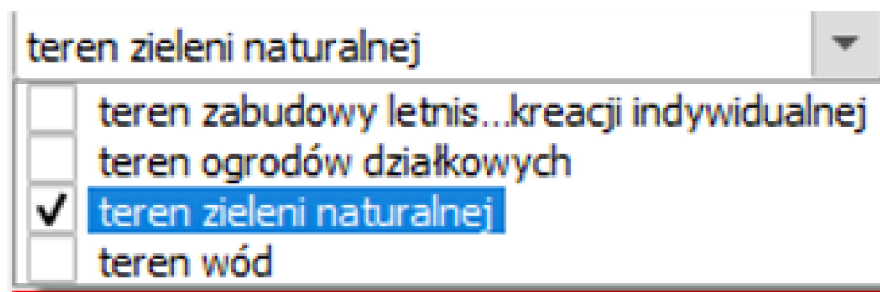 teren zieleni naturalnej
teren zabudowy letnis...kreacji indywidualnej
teren ogrodów działkowych
teren zieleni naturalnej
teren wód